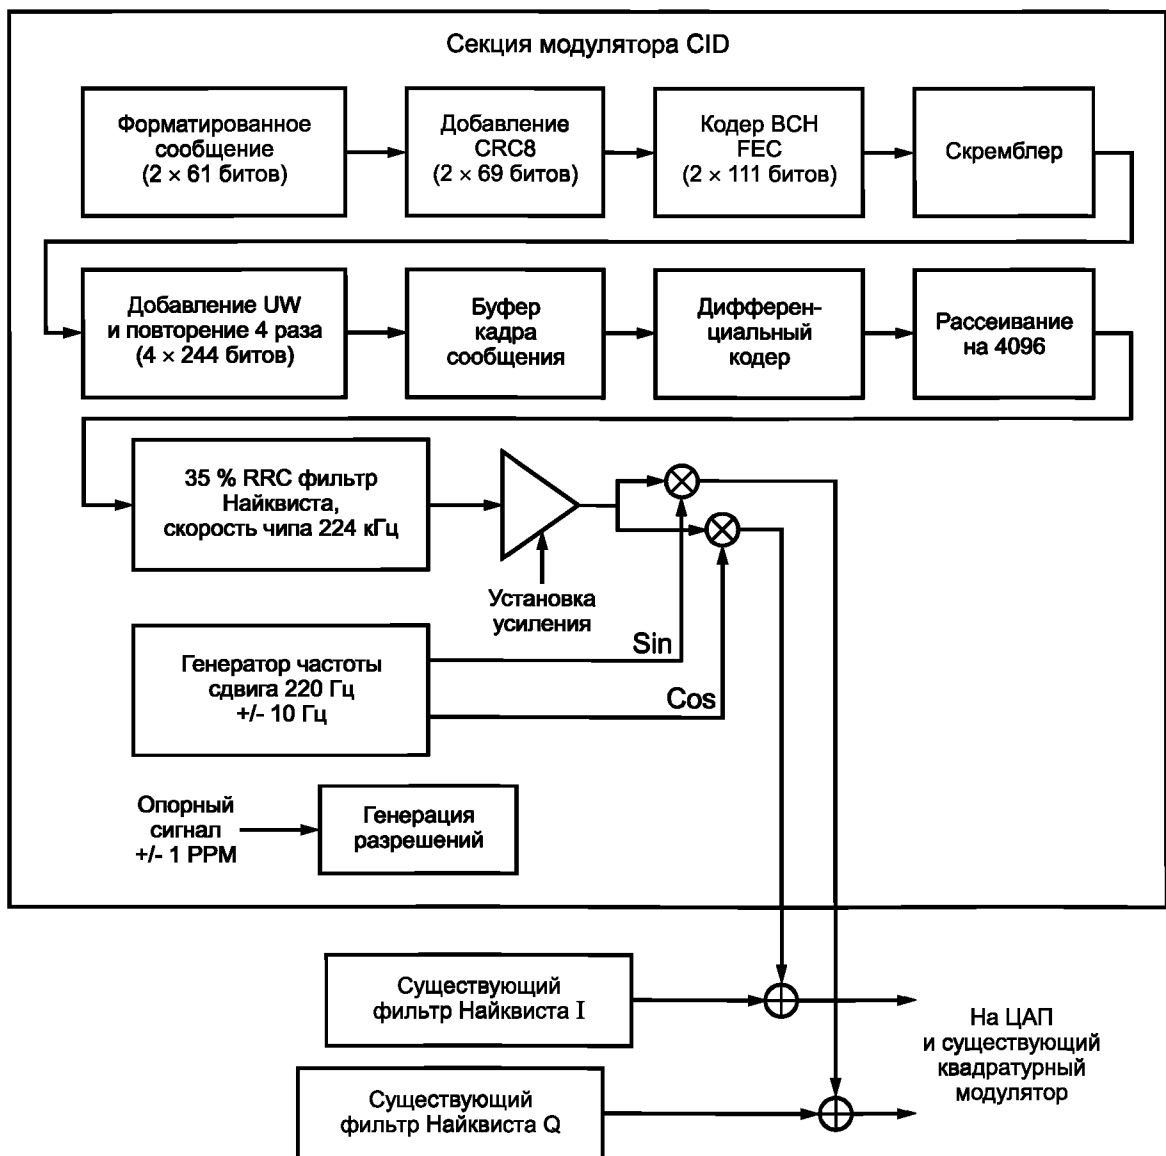 Секция модулятора CID
Форматированное
сообщение
(2 × 61 битов)
Добавление
CRC8
(2 × 69 битов)
Кодер BCH
FEC
(2 × 111 битов)
Скремблер
Добавление UW
и повторение 4 раза
(4 × 244 битов)
Буфер
кадра
сообщения
Дифферен-
циальный
кодер
Рассеивание
на 4096
35 % RRC фильтр
Найквиста,
скорость чипа 224 кГц
Установка
усиления
Генератор частоты
сдвига 220 Гц
+/- 10 Гц
Sin
Cos
Опорный
сигнал
+/- 1 PPM
Генерация
разрешений
Существующий
фильтр Найквиста I
Существующий
фильтр Найквиста Q
На ЦАП
и существующий
квадратурный
модулятор